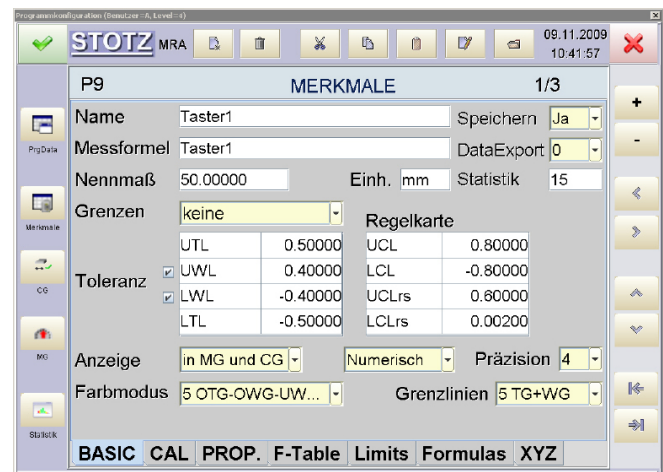 Programmkonfiguration (Benutzer=A, Level=4)
STOTZ MRA
09.11.2009
10:41:57
P9 MERKMALE 1/3
Name Taster1 Speichern Ja
Messformel Taster1 DataExport 0
Nennmaß 50.00000 Einh. mm Statistik 15
Grenzen keine Regelkarte
UTL 0.50000 UCL 0.80000
Toleranz UWL 0.40000 LCL -0.80000
LWL -0.40000 UCLrs 0.60000
LTL -0.50000 LCLrs 0.00200
Anzeige in MG und CG Numerisch Präzision 4
Farbmodus 5 OTG-OWG-UW... Grenzlinien 5 TG+WG
BASIC CAL PROP. F-Table Limits Formulas XYZ
PrgData
Merkmale
CG
MG
Statistik
+
-